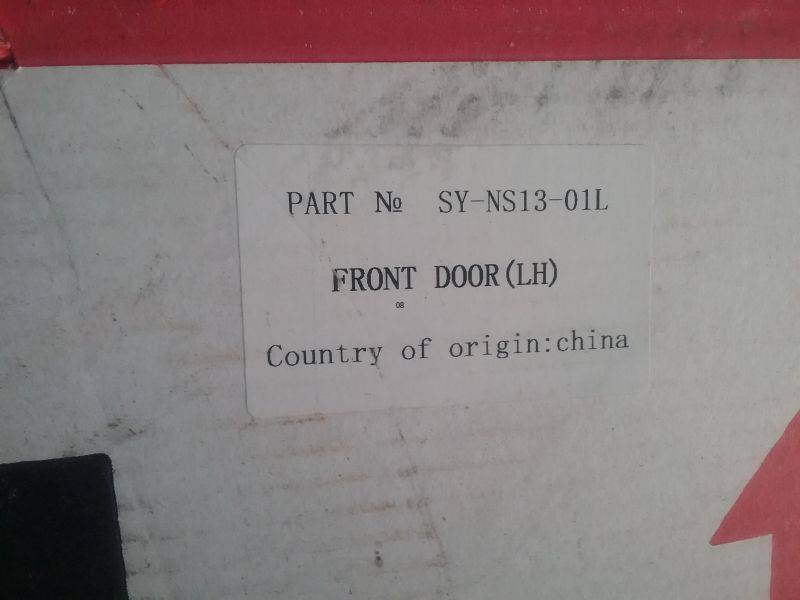 PART № SY-NS13-01L
FRONT DOOR(LH)
08
Country of origin:china